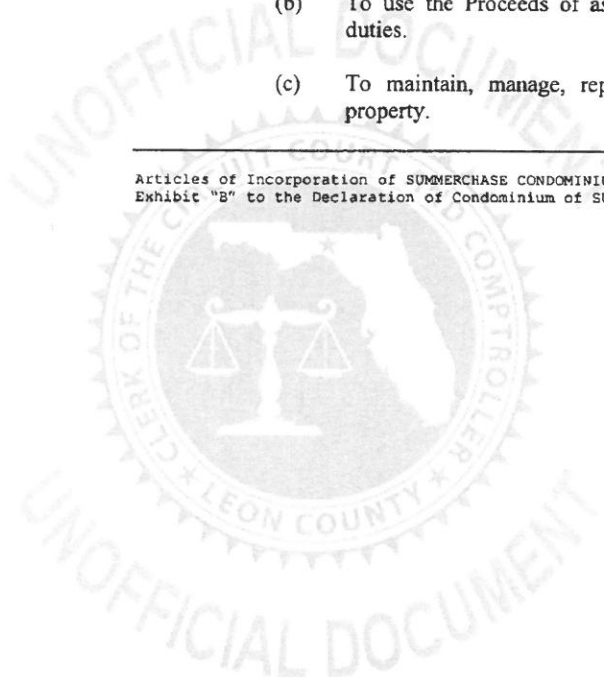 (b) To use the Proceeds of as
duties.
(c) To maintain, manage, rep
property.
Articles of Incorporation of SUMMERCHASE CONDOMINIU
Exhibit "B" to the Declaration of Condominium of SU
UNOFFICIAL DOCUMENT
CLERK OF THE CIRCUIT COURT AND COMPTROLLER
LEON COUNTY
UNOFFICIAL DOCUMENT